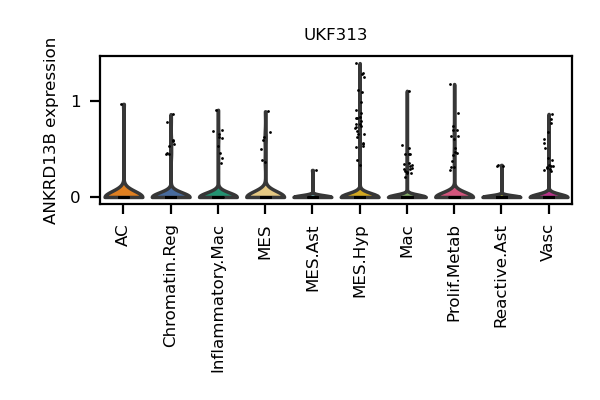 UKF313
ANKRD13B expression
1
0
AC
Chromatin.Reg
Inflammatory.Mac
MES
MES.Ast
MES.Hyp
Mac
Prolif.Metab
Reactive.Ast
Vasc